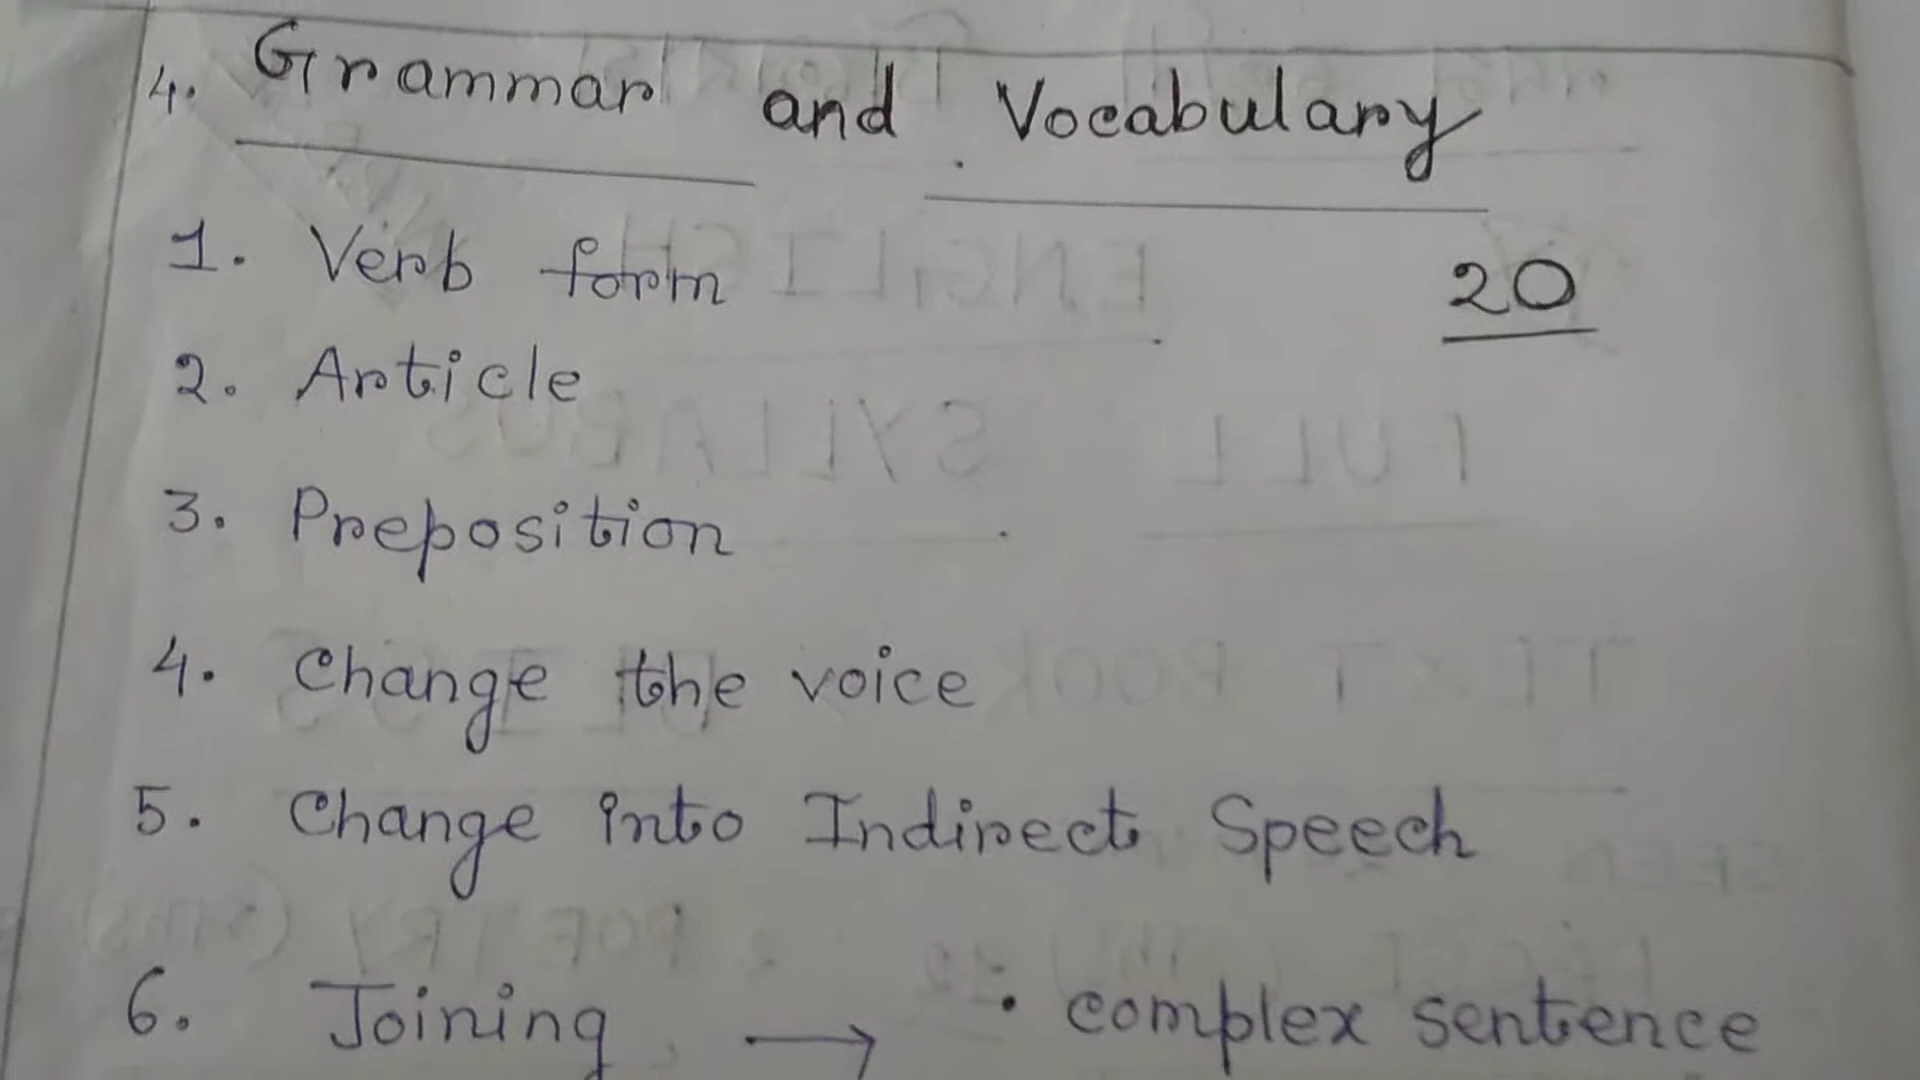 4. Grammar and Vocabulary
1. Verb form
20
2. Article
3. Preposition
4. Change the voice
5. Change into Indirect Speech
6. Joining → • complex sentence